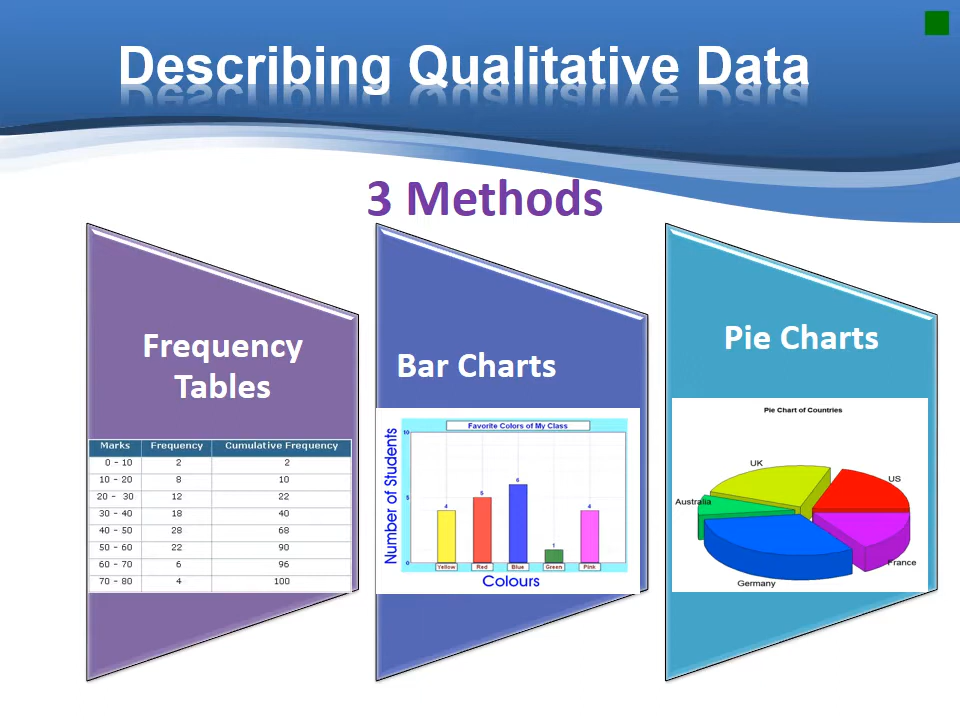 Describing Qualitative Data
3 Methods
Frequency
Tables
Marks Frequency Cumulative Frequency
0 - 10 2 2
10 - 20 8 10
20 - 30 12 22
30 - 40 18 40
40 - 50 28 68
50 - 60 22 90
60 - 70 6 96
70 - 80 4 100
Bar Charts
Favorite Colors of My Class
Number of Students
10
5
0
4
5
6
1
4
Yellow Red Blue Green Pink
Colours
Pie Charts
Pie Chart of Countries
UK
US
Australia
France
Germany